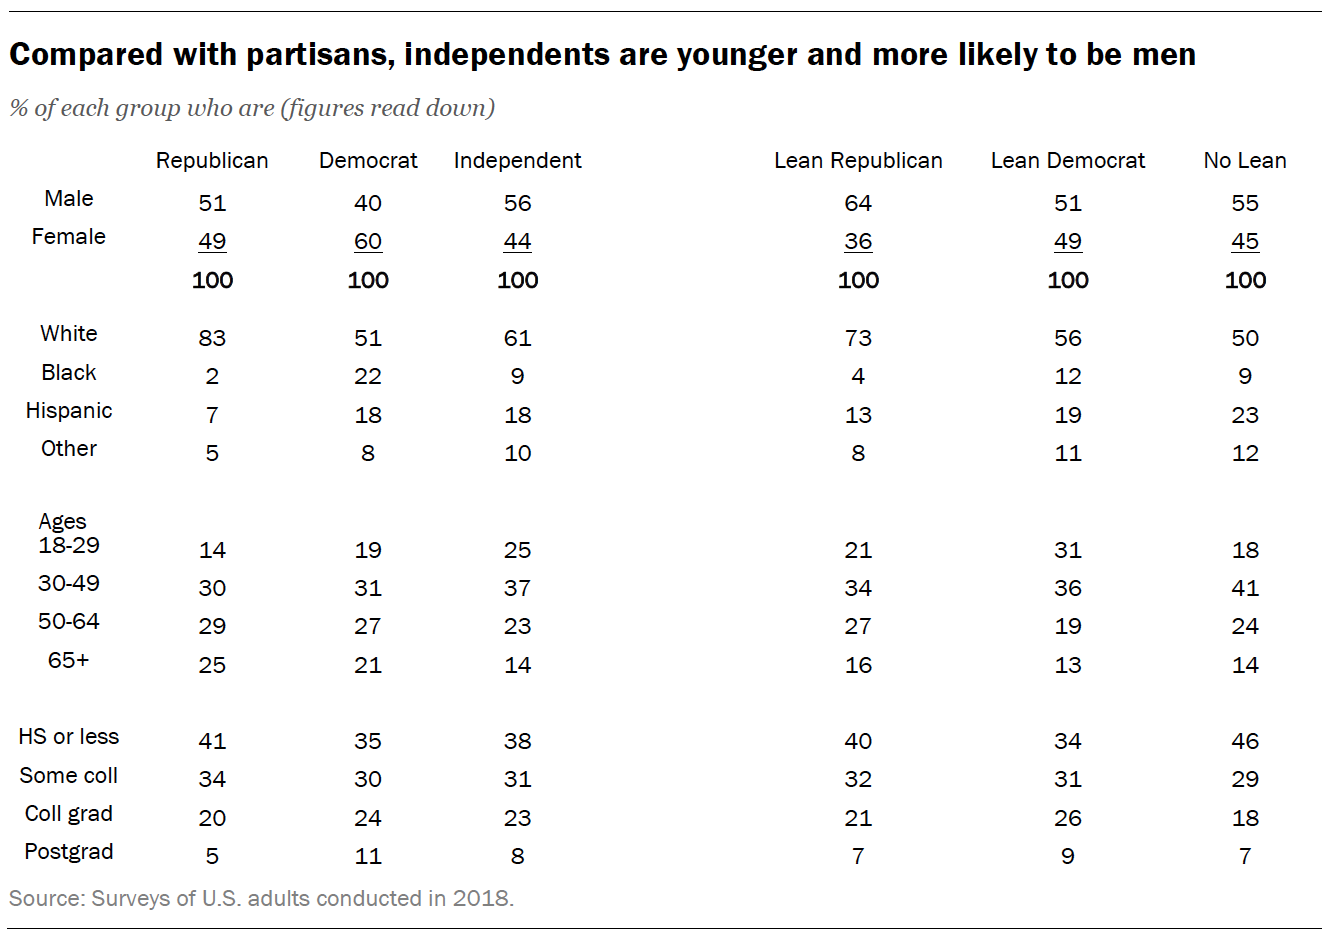 Compared with partisans, independents are younger and more likely to be men
% of each group who are (figures read down)
Republican Democrat Independent Lean Republican Lean Democrat No Lean
Male 51 40 56 64 51 55
Female 49 60 44 36 49 45
100 100 100 100 100 100
White 83 51 61 73 56 50
Black 2 22 9 4 12 9
Hispanic 7 18 18 13 19 23
Other 5 8 10 8 11 12
Ages
18-29 14 19 25 21 31 18
30-49 30 31 37 34 36 41
50-64 29 27 23 27 19 24
65+ 25 21 14 16 13 14
HS or less 41 35 38 40 34 46
Some coll 34 30 31 32 31 29
Coll grad 20 24 23 21 26 18
Postgrad 5 11 8 7 9 7
Source: Surveys of U.S. adults conducted in 2018.